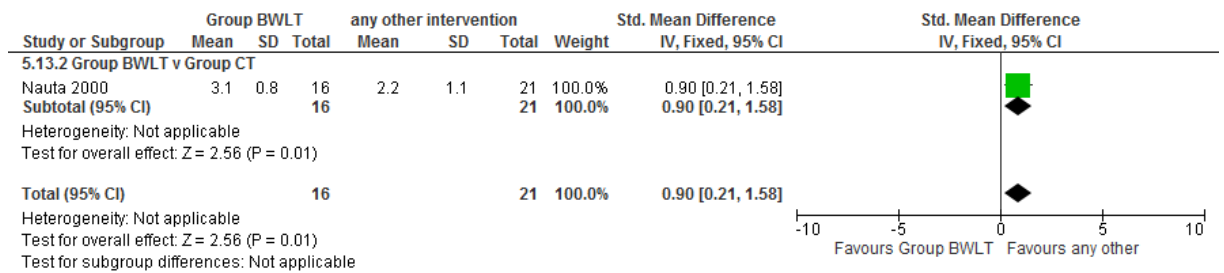 Group BWLT any other intervention Std. Mean Difference Std. Mean Difference
Study or Subgroup Mean SD Total Mean SD Total Weight IV, Fixed, 95% CI IV, Fixed, 95% CI
5.13.2 Group BWLT v Group CT
Nauta 2000 3.1 0.8 16 2.2 1.1 21 100.0% 0.90 [0.21, 1.58]
Subtotal (95% CI) 16 21 100.0% 0.90 [0.21, 1.58]
Heterogeneity: Not applicable
Test for overall effect: Z = 2.56 (P = 0.01)
Total (95% CI) 16 21 100.0% 0.90 [0.21, 1.58]
Heterogeneity: Not applicable
Test for overall effect: Z = 2.56 (P = 0.01)
Test for subgroup differences: Not applicable
-10 -5 0 5 10
Favours Group BWLT Favours any other